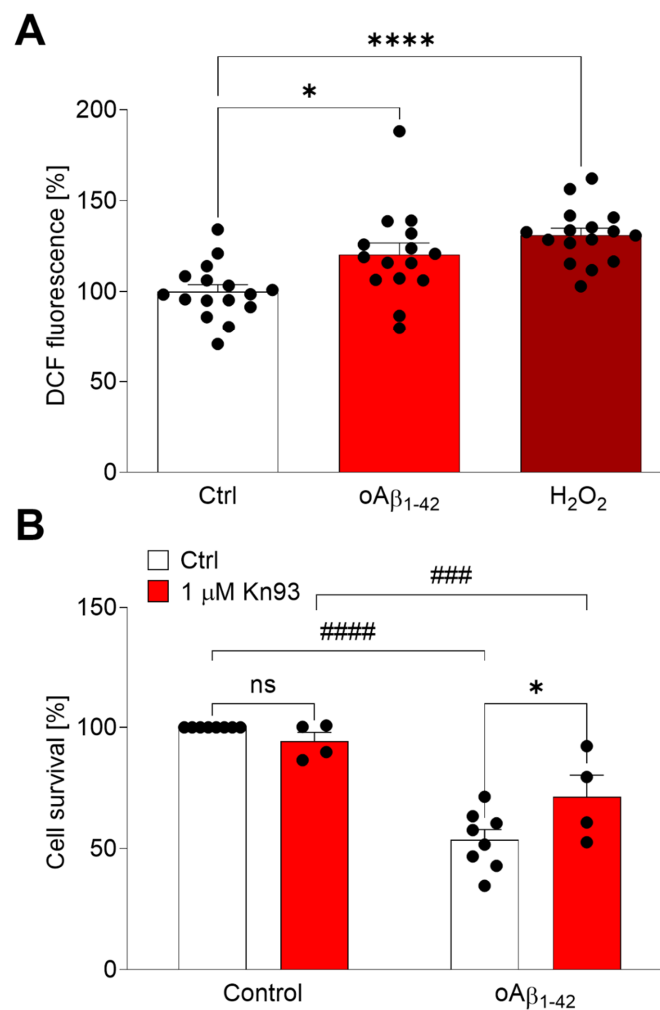 A
****
*
200
150
100
50
0
DCF fluorescence [%]
Ctrl oAβ₁₋₄₂ H₂O₂
B
Ctrl
1 μM Kn93
###
####
ns
*
150
100
50
0
Cell survival [%]
Control oAβ₁₋₄₂